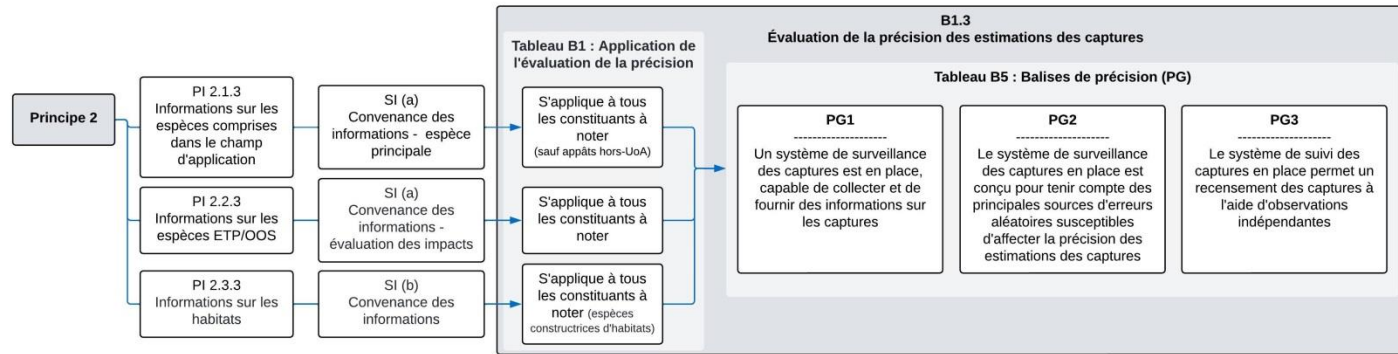 B1.3
Évaluation de la précision des estimations des captures
Tableau B1 : Application de
l'évaluation de la précision
Tableau B5 : Balises de précision (PG)
Principe 2
PI 2.1.3
Informations sur les
espèces comprises
dans le champ
d'application
SI (a)
Convenance des
informations - espèce
principale
S'applique à tous
les constituants à
noter
(sauf appâts hors-UoA)
PI 2.2.3
Informations sur les
espèces ETP/OOS
SI (a)
Convenance des
informations -
évaluation des impacts
S'applique à tous
les constituants à
noter
PI 2.3.3
Informations sur les
habitats
SI (b)
Convenance des
informations
S'applique à tous
les constituants à
noter (espèces
constructrices d'habitats)
PG1
--------------------
Un système de surveillance
des captures est en place,
capable de collecter et de
fournir des informations sur
les captures
PG2
--------------------
Le système de surveillance
des captures en place est
conçu pour tenir compte des
principales sources d'erreurs
aléatoires susceptibles
d'affecter la précision des
estimations des captures
PG3
--------------------
Le système de suivi des
captures en place permet un
recensement des captures à
l'aide d'observations
indépendantes